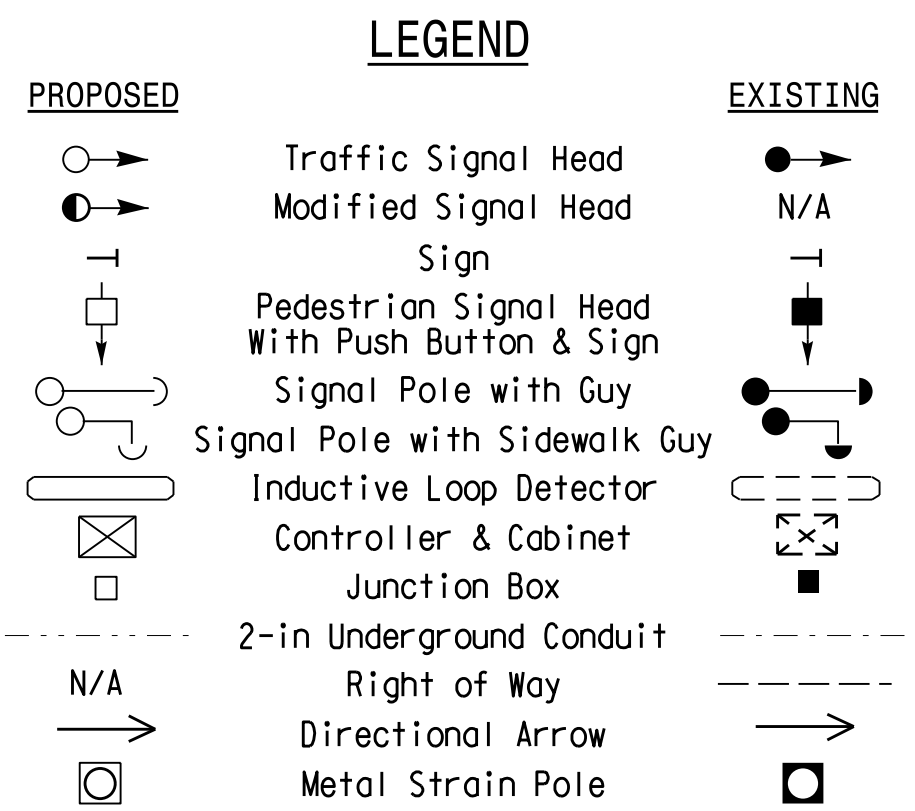 LEGEND
PROPOSED EXISTING
Traffic Signal Head
Modified Signal Head N/A
Sign
Pedestrian Signal Head
With Push Button & Sign
Signal Pole with Guy
Signal Pole with Sidewalk Guy
Inductive Loop Detector
Controller & Cabinet
Junction Box
2-in Underground Conduit
N/A Right of Way
Directional Arrow
Metal Strain Pole